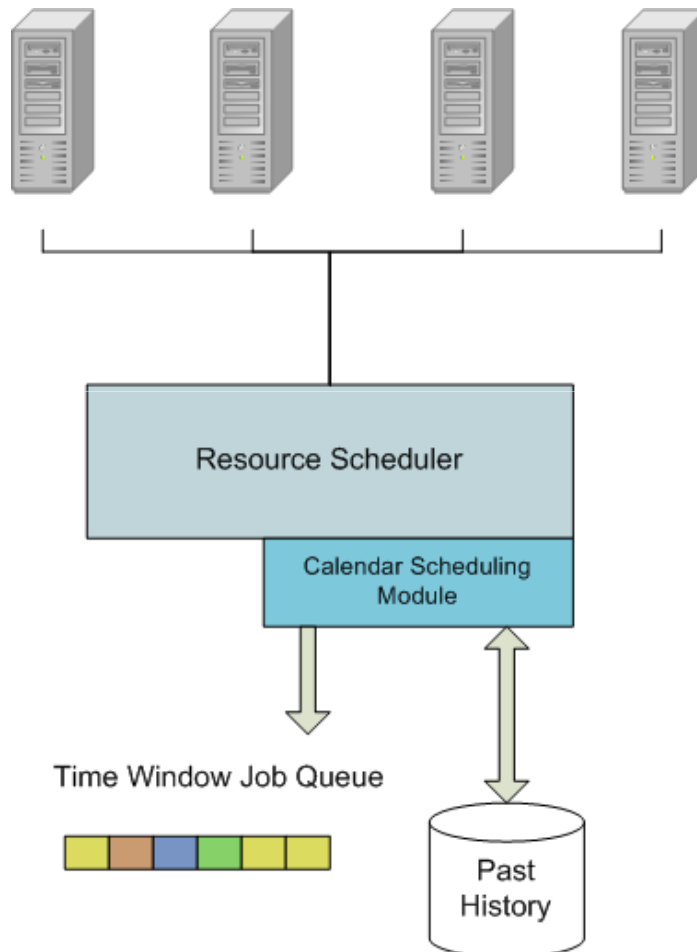 Resource Scheduler
Calendar Scheduling
Module
Time Window Job Queue
Past
History